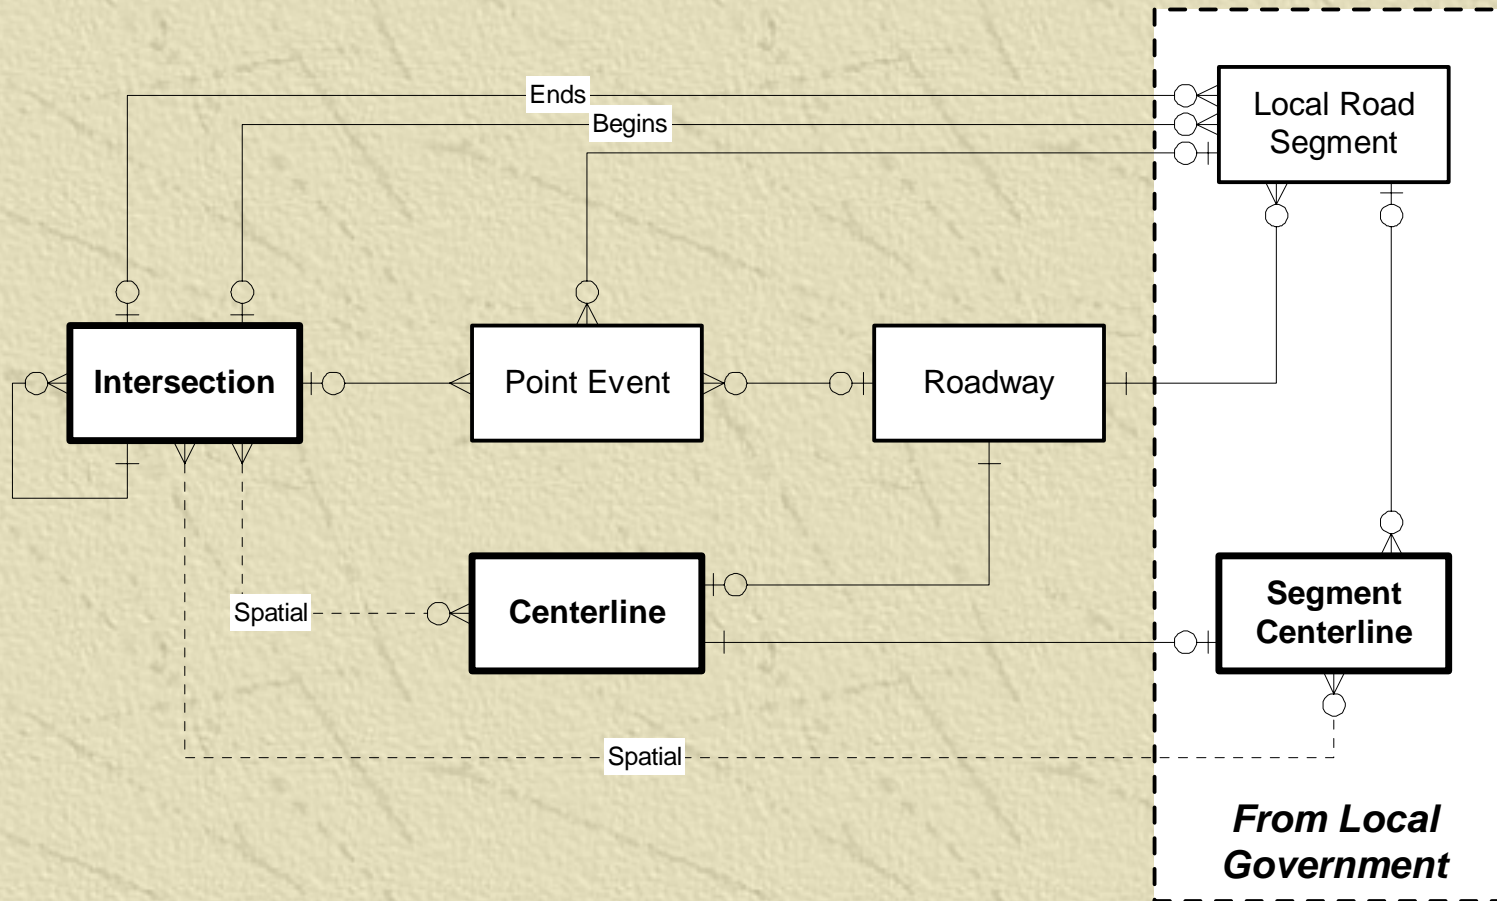 Ends
Begins
Local Road
Segment
Intersection
Point Event
Roadway
Spatial
Centerline
Segment
Centerline
Spatial
From Local
Government